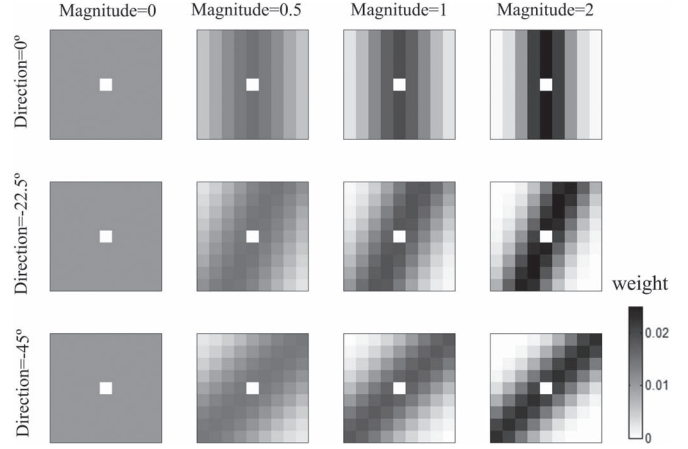 Magnitude=0 Magnitude=0.5 Magnitude=1 Magnitude=2
Direction=0º
Direction=-22.5º
Direction=-45º
weight
0.02
0.01
0